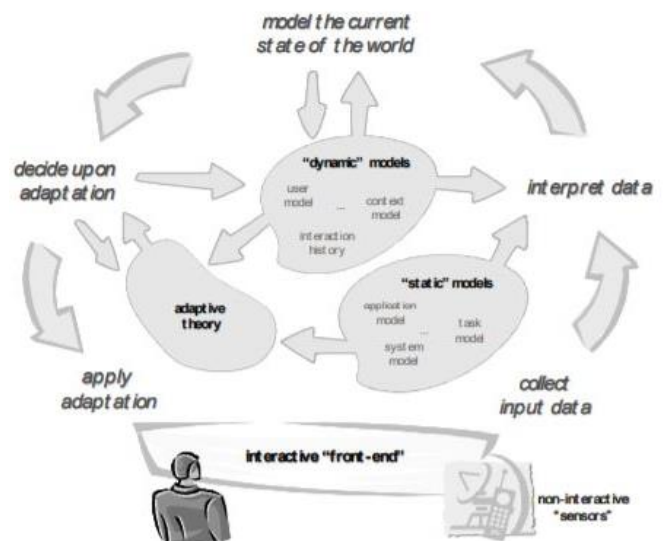 model the current
state of the world
decide upon
adaptation
"dynamic" models
user
model
...
context
model
interaction
history
interpret data
"static" models
application
model
...
task
model
system
model
adaptive
theory
apply
adaptation
collect
input data
interactive "front-end"
non-interactive
"sensors"